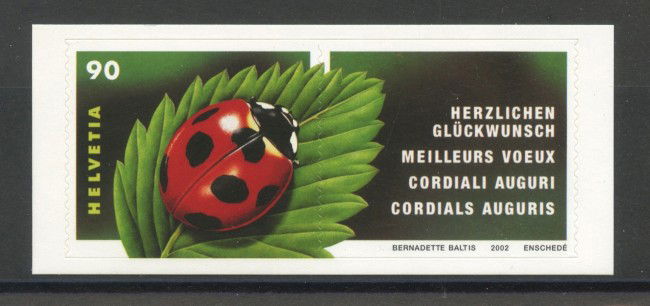 90
HELVETIA
HERZLICHEN
GLÜCKWUNSCH
MEILLEURS VOEUX
CORDIALI AUGURI
CORDIALS AUGURIS
BERNADETTE BALTIS 2002 ENSCHEDÉ